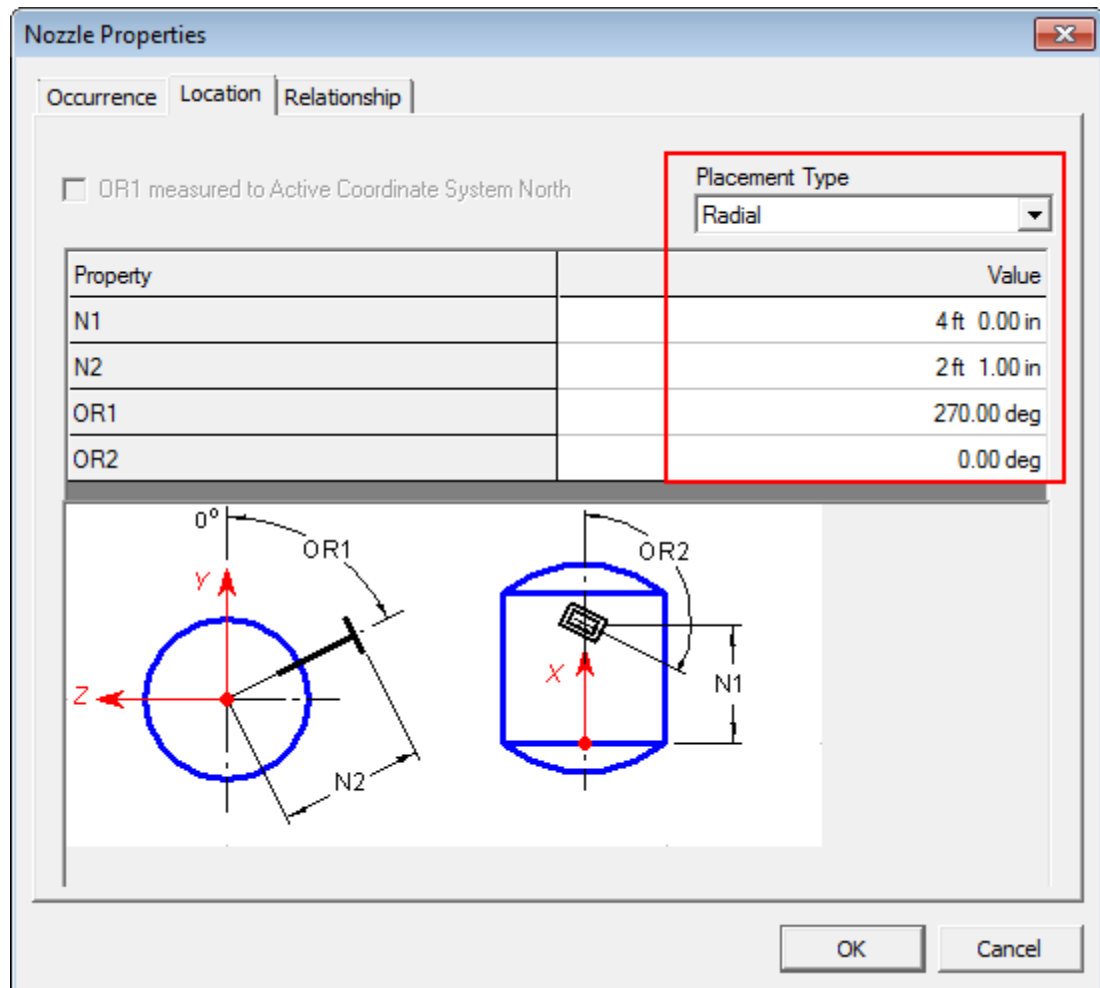 Nozzle Properties
Occurrence Location Relationship
OR1 measured to Active Coordinate System North
Placement Type
Radial
Property Value
N1 4 ft 0.00 in
N2 2 ft 1.00 in
OR1 270.00 deg
OR2 0.00 deg
0°
OR1
OR2
Y
X
Z
N1
N2
OK Cancel